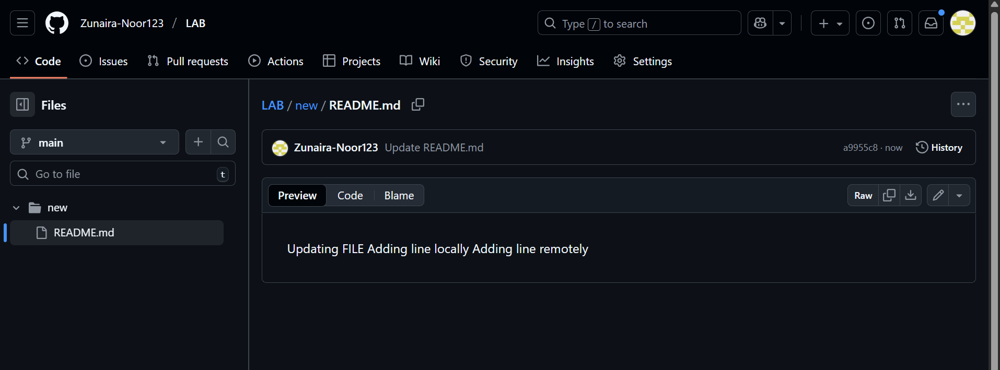 Zunaira-Noor123 / LAB
Type / to search
Code Issues Pull requests Actions Projects Wiki Security Insights Settings
Files
main
Go to file t
new
README.md
LAB / new / README.md
Zunaira-Noor123 Update README.md a9955c8 · now History
Preview Code Blame Raw
Updating FILE Adding line locally Adding line remotely